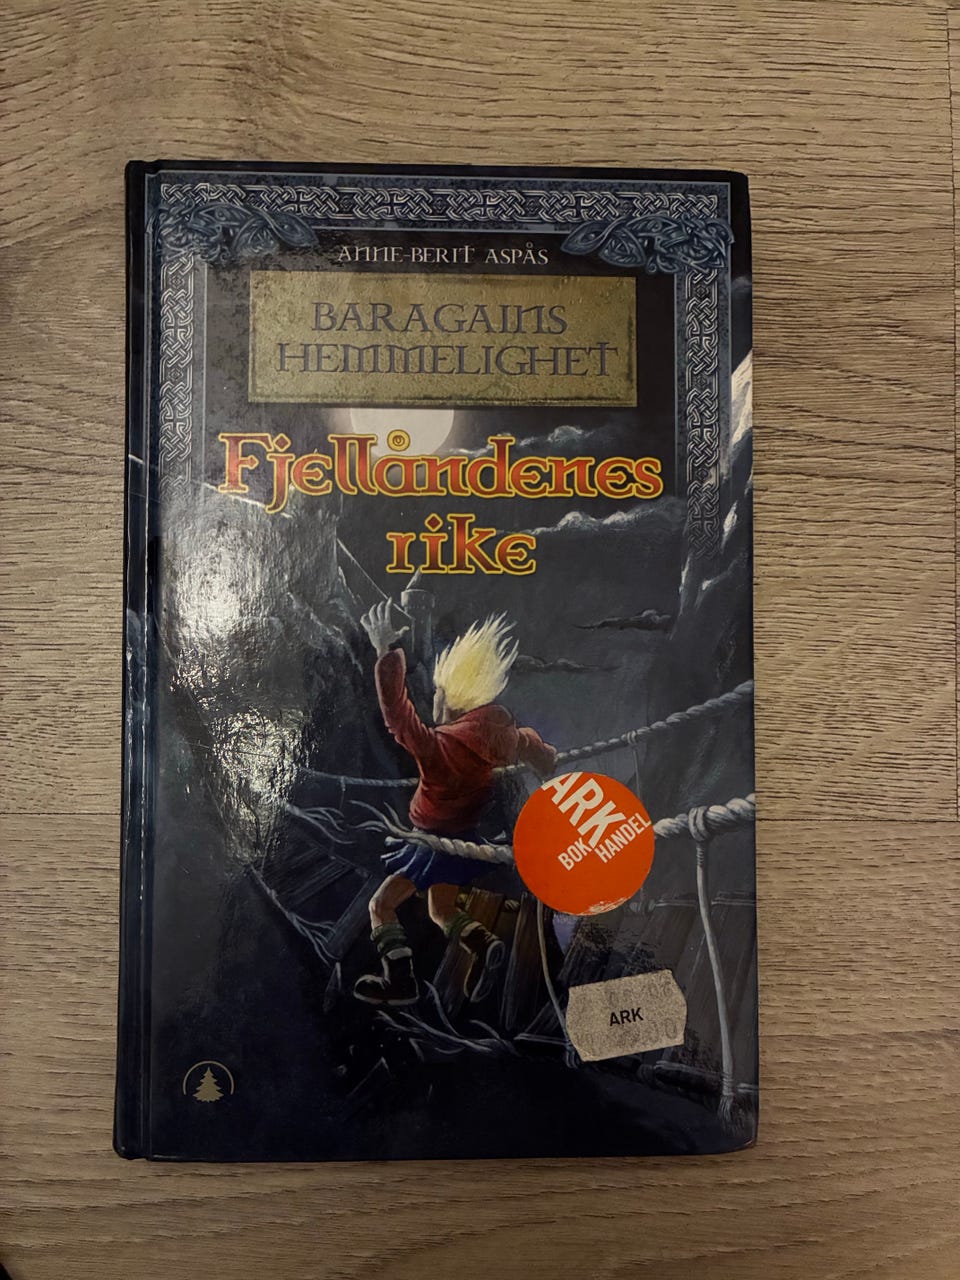 ANNE-BERIT ASPÅS
BARAGAINS
HEMMELIGHET
Fjellåndenes
rike
ARK
BOK
HANDEL
ARK